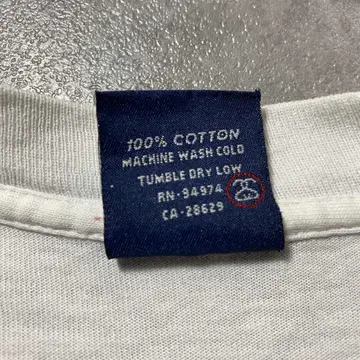 100% COTTON
MACHINE WASH COLD
TUMBLE DRY LOW
RN-94974
CA-28629